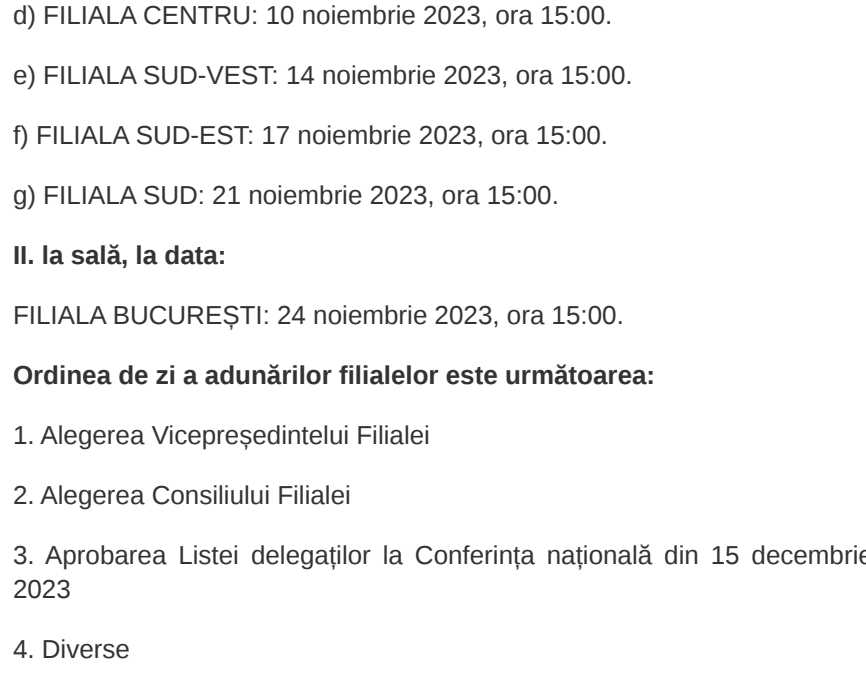 d) FILIALA CENTRU: 10 noiembrie 2023, ora 15:00.
e) FILIALA SUD-VEST: 14 noiembrie 2023, ora 15:00.
f) FILIALA SUD-EST: 17 noiembrie 2023, ora 15:00.
g) FILIALA SUD: 21 noiembrie 2023, ora 15:00.
II. la sală, la data:
FILIALA BUCUREȘTI: 24 noiembrie 2023, ora 15:00.
Ordinea de zi a adunărilor filialelor este următoarea:
1. Alegerea Vicepreședintelui Filialei
2. Alegerea Consiliului Filialei
3. Aprobarea Listei delegaților la Conferința națională din 15 decembrie
2023
4. Diverse